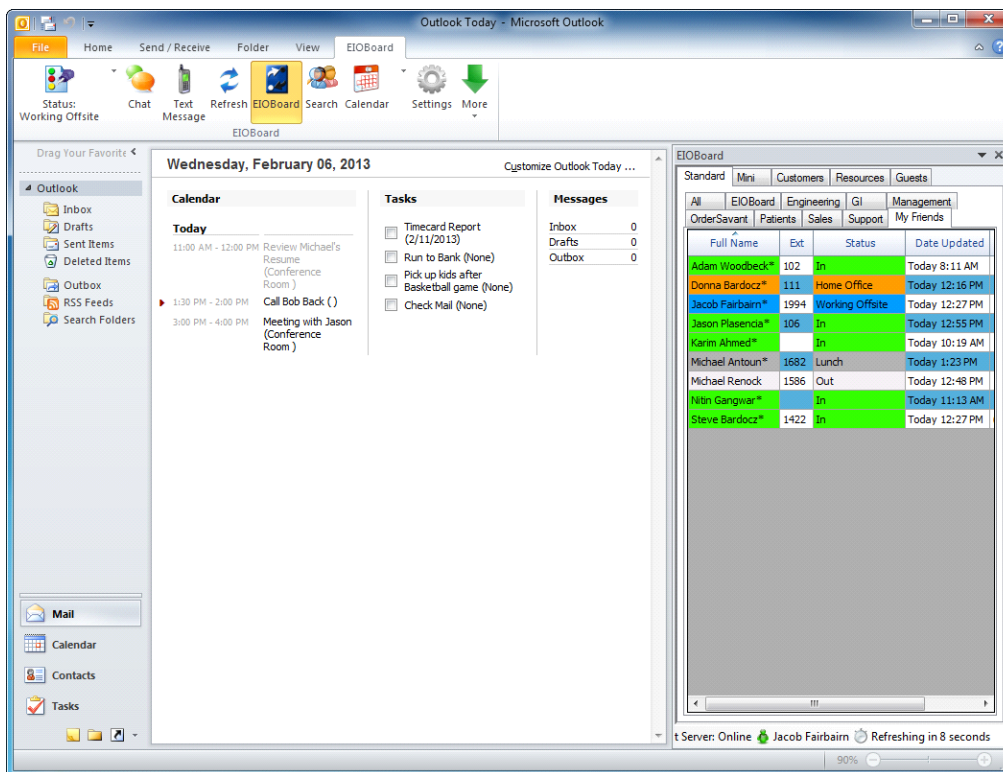 Outlook Today - Microsoft Outlook
File Home Send / Receive Folder View EIOBoard
Status: Working Offsite
Chat
Text Message
Refresh
EIOBoard
Search
Calendar
Settings
More
EIOBoard
Drag Your Favorite
Outlook
Inbox
Drafts
Sent Items
Deleted Items
Outbox
RSS Feeds
Search Folders
Mail
Calendar
Contacts
Tasks
Wednesday, February 06, 2013
Customize Outlook Today ...
Calendar
Today
11:00 AM - 12:00 PM Review Michael's
Resume
(Conference
Room )
1:30 PM - 2:00 PM Call Bob Back ( )
3:00 PM - 4:00 PM Meeting with Jason
(Conference
Room )
Tasks
Timecard Report
(2/11/2013)
Run to Bank (None)
Pick up kids after
Basketball game (None)
Check Mail (None)
Messages
Inbox 0
Drafts 0
Outbox 0
EIOBoard
Standard Mini Customers Resources Guests
All EIOBoard Engineering GI Management
OrderSavant Patients Sales Support My Friends
Full Name Ext Status Date Updated
Adam Woodbeck* 102 In Today 8:11 AM
Donna Bardocz* 111 Home Office Today 12:16 PM
Jacob Fairbairn* 1994 Working Offsite Today 12:27 PM
Jason Plasencia* 106 In Today 12:55 PM
Karim Ahmed* In Today 10:19 AM
Michael Antoun* 1682 Lunch Today 1:23 PM
Michael Renock 1586 Out Today 12:48 PM
Nitin Gangwar* In Today 11:13 AM
Steve Bardocz* 1422 In Today 12:27 PM
t Server: Online Jacob Fairbairn Refreshing in 8 seconds
90%